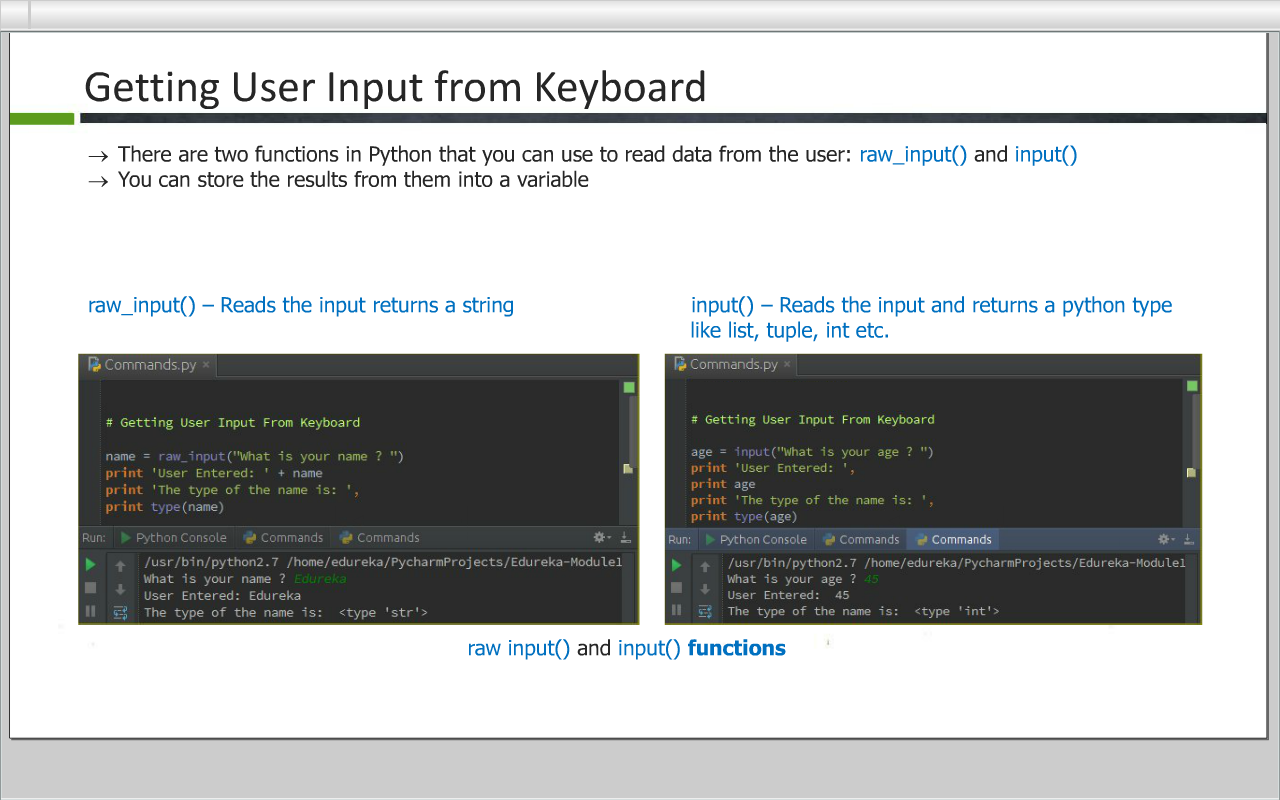 Getting User Input from Keyboard
→ There are two functions in Python that you can use to read data from the user: raw_input() and input()
→ You can store the results from them into a variable
raw_input() – Reads the input returns a string
input() – Reads the input and returns a python type
like list, tuple, int etc.
Commands.py ×
# Getting User Input From Keyboard
name = raw_input("What is your name ? ")
print 'User Entered: ' + name
print 'The type of the name is: ',
print type(name)
Run: Python Console Commands Commands
/usr/bin/python2.7 /home/edureka/PycharmProjects/Edureka-Module1
What is your name ? Edureka
User Entered: Edureka
The type of the name is:  <type 'str'>
Commands.py ×
# Getting User Input From Keyboard
age = input("What is your age ? ")
print 'User Entered: ',
print age
print 'The type of the name is: ',
print type(age)
Run: Python Console Commands Commands
/usr/bin/python2.7 /home/edureka/PycharmProjects/Edureka-Module1
What is your age ? 45
User Entered:  45
The type of the name is:  <type 'int'>
raw input() and input() functions